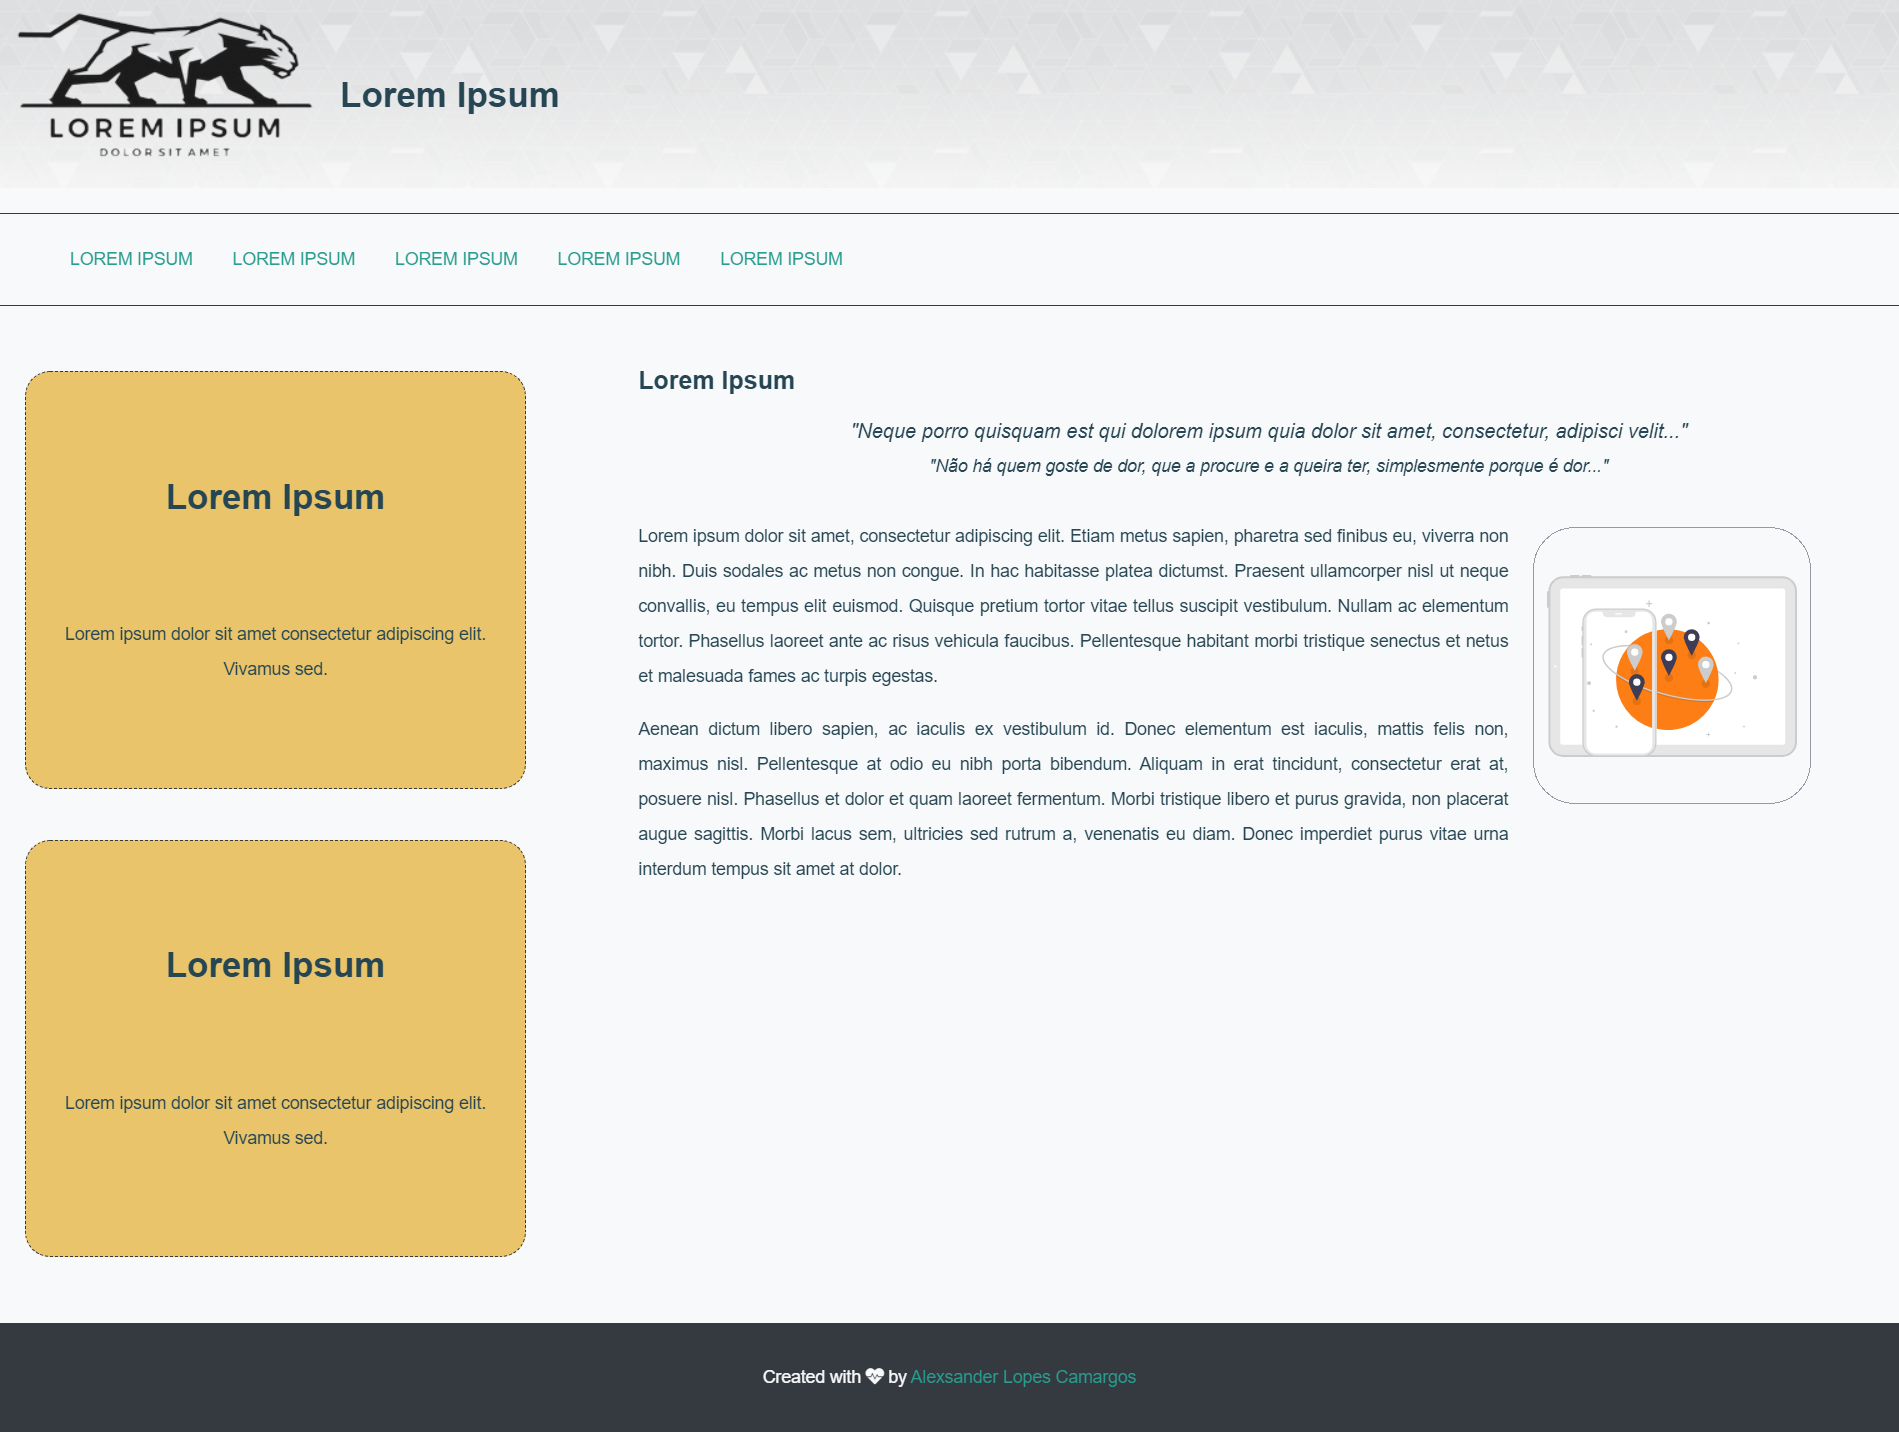 LOREM IPSUM
DOLOR SIT AMET
Lorem Ipsum
LOREM IPSUM LOREM IPSUM LOREM IPSUM LOREM IPSUM LOREM IPSUM
Lorem Ipsum
Lorem ipsum dolor sit amet consectetur adipiscing elit.
Vivamus sed.
Lorem Ipsum
Lorem ipsum dolor sit amet consectetur adipiscing elit.
Vivamus sed.
Lorem Ipsum
"Neque porro quisquam est qui dolorem ipsum quia dolor sit amet, consectetur, adipisci velit..."
"Não há quem goste de dor, que a procure e a queira ter, simplesmente porque é dor..."
Lorem ipsum dolor sit amet, consectetur adipiscing elit. Etiam metus sapien, pharetra sed finibus eu, viverra non
nibh. Duis sodales ac metus non congue. In hac habitasse platea dictumst. Praesent ullamcorper nisl ut neque
convallis, eu tempus elit euismod. Quisque pretium tortor vitae tellus suscipit vestibulum. Nullam ac elementum
tortor. Phasellus laoreet ante ac risus vehicula faucibus. Pellentesque habitant morbi tristique senectus et netus
et malesuada fames ac turpis egestas.
Aenean dictum libero sapien, ac iaculis ex vestibulum id. Donec elementum est iaculis, mattis felis non,
maximus nisl. Pellentesque at odio eu nibh porta bibendum. Aliquam in erat tincidunt, consectetur erat at,
posuere nisl. Phasellus et dolor et quam laoreet fermentum. Morbi tristique libero et purus gravida, non placerat
augue sagittis. Morbi lacus sem, ultricies sed rutrum a, venenatis eu diam. Donec imperdiet purus vitae urna
interdum tempus sit amet at dolor.
Created with by Alexsander Lopes Camargos